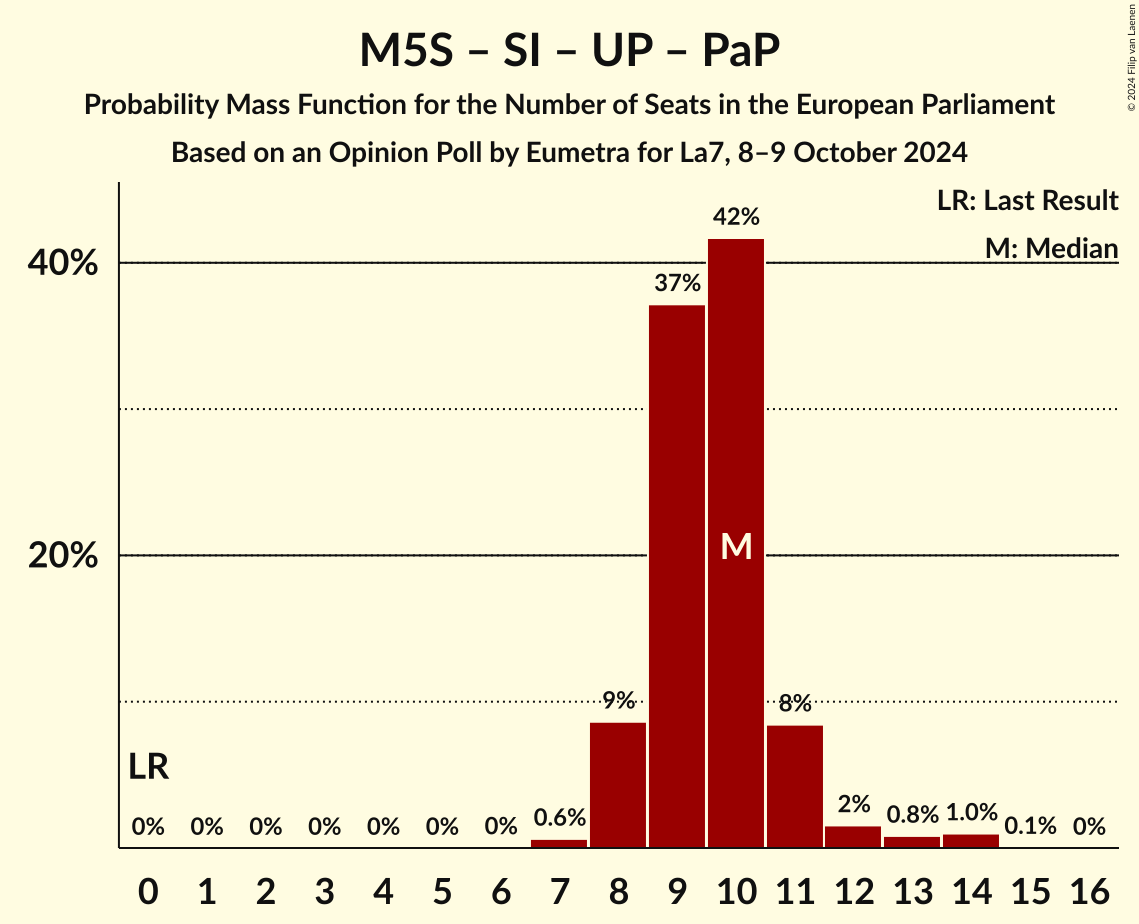 M5S – SI – UP – PaP
Probability Mass Function for the Number of Seats in the European Parliament
Based on an Opinion Poll by Eumetra for La7, 8–9 October 2024
© 2024 Filip van Laenen
LR: Last Result
M: Median
40%
20%
42%
37%
M
9%
8%
LR
0% 0% 0% 0% 0% 0% 0% 0.6% 2% 0.8% 1.0% 0.1% 0%
0 1 2 3 4 5 6 7 8 9 10 11 12 13 14 15 16